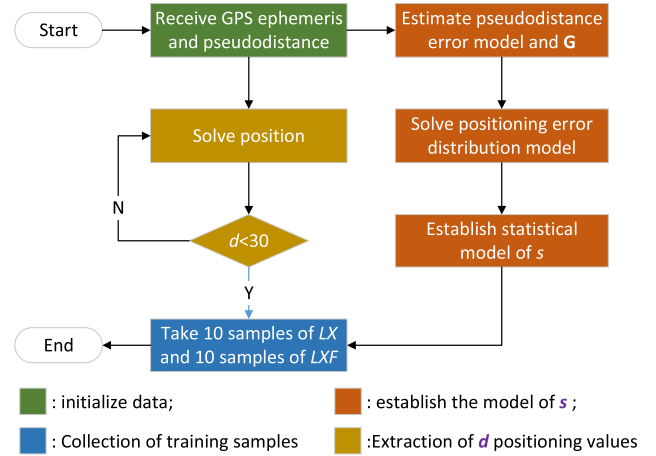 Start
Receive GPS ephemeris
and pseudodistance
Estimate pseudodistance
error model and G
Solve position
Solve positioning error
distribution model
N
d<30
Establish statistical
model of s
Y
Take 10 samples of LX
and 10 samples of LXF
End
: initialize data;
: establish the model of s ;
: Collection of training samples
:Extraction of d positioning values